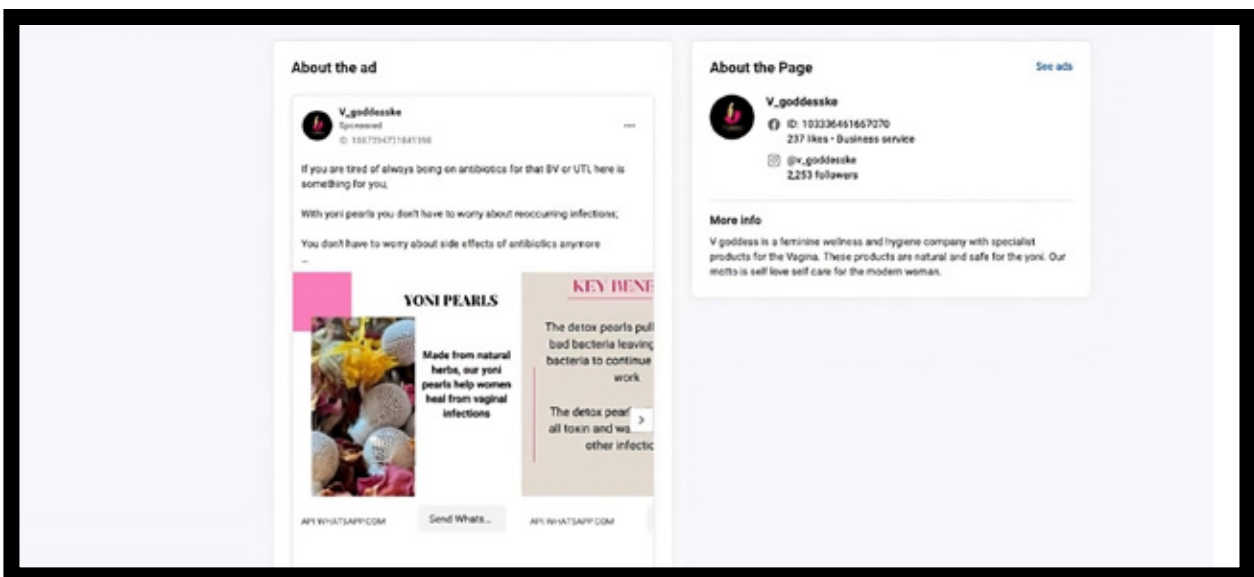 About the ad
V_goddesske
Sponsored
ID:
If you are tired of always being on antibiotics for that BV or UTI, here is
something for you,
With yoni pearls you don't have to worry about reoccurring infections;
You don't have to worry about side effects of antibiotics anymore
...
YONI PEARLS
Made from natural
herbs, our yoni
pearls help women
heal from vaginal
infections
API.WHATSAPP.COM
Send Whats...
KEY BENE
The detox pearls pull
bad bacteria leaving
bacteria to continue
work
The detox pearl
all toxin and wa
other infectio
API.WHATSAPP.COM
About the Page
See ads
V_goddesske
ID: 103336461667070
237 likes • Business service
@v_goddesske
2,253 followers
More info
V goddess is a feminine wellness and hygiene company with specialist
products for the Vagina. These products are natural and safe for the yoni. Our
motto is self love self care for the modern woman.